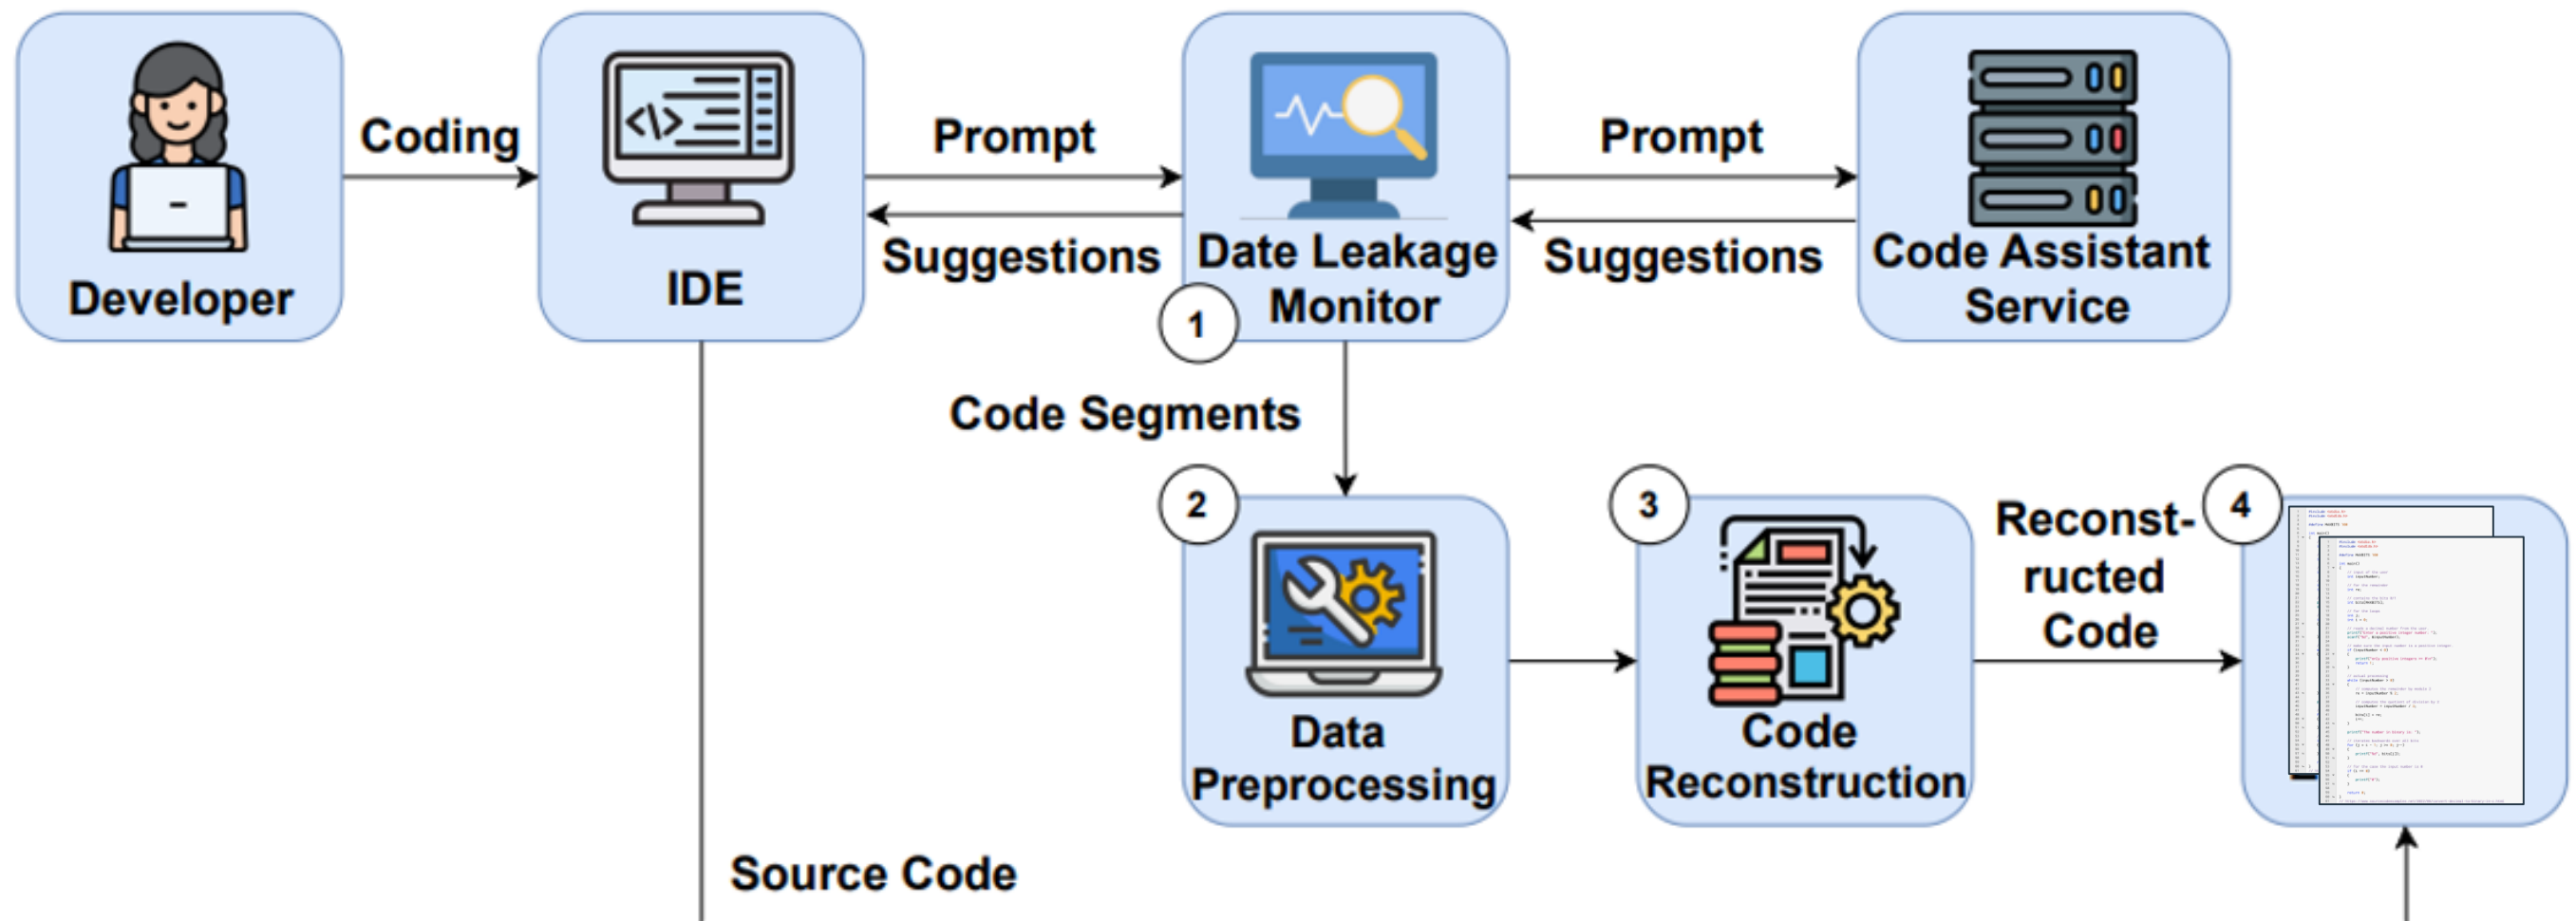 Coding
Prompt
Prompt
Developer
IDE
Suggestions
Date Leakage
Monitor
1
Suggestions
Code Assistant
Service
Code Segments
2
Data
Preprocessing
3
Code
Reconstruction
Reconst-
ructed
Code
4
Source Code